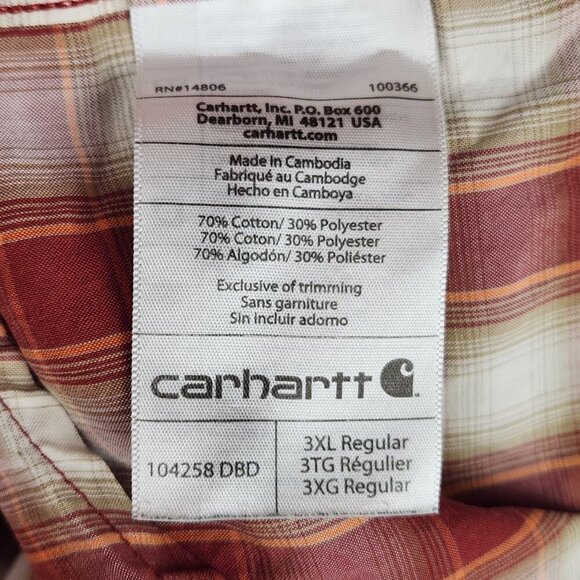 RN#14806 100366
Carhartt, Inc. P.O. Box 600
Dearborn, MI 48121 USA
carhartt.com
Made in Cambodia
Fabriqué au Cambodge
Hecho en Camboya
70% Cotton/ 30% Polyester
70% Coton/ 30% Polyester
70% Algodón/ 30% Poliéster
Exclusive of trimming
Sans garniture
Sin incluir adorno
carhartt
104258 DBD
3XL Regular
3TG Régulier
3XG Regular